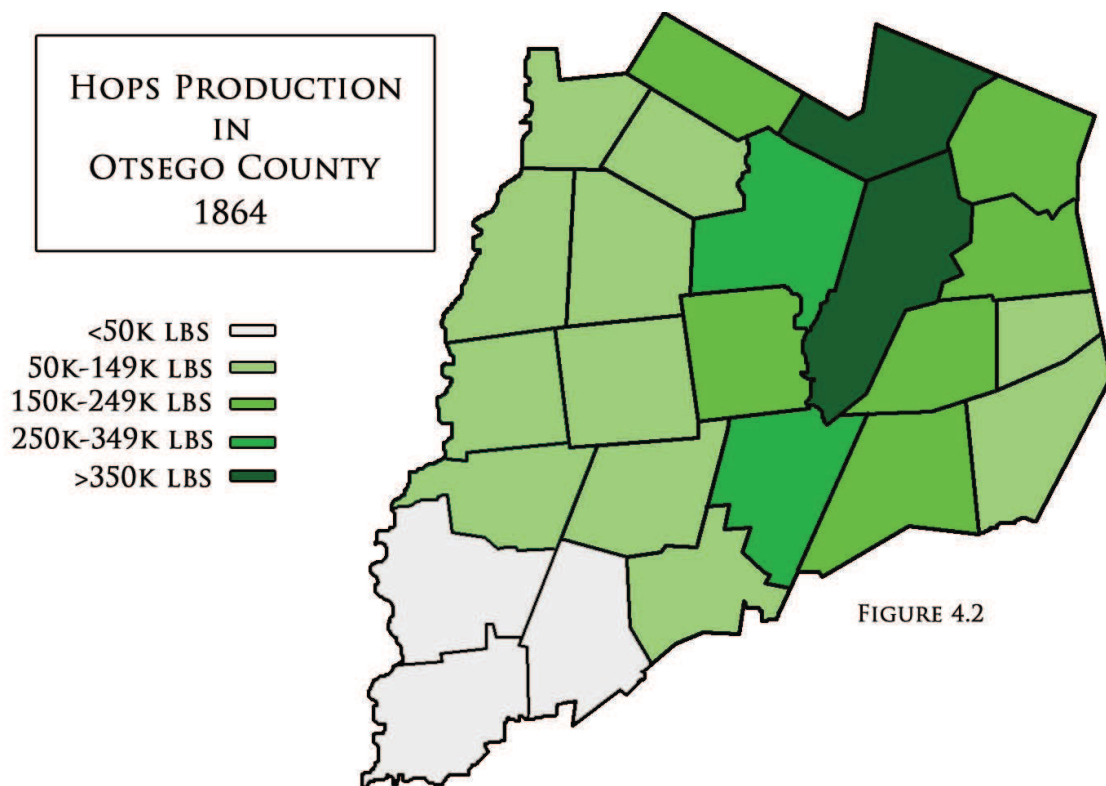 Hops Production
in
Otsego County
1864
<50k lbs
50k-149k lbs
150k-249k lbs
250k-349k lbs
>350k lbs
Figure 4.2